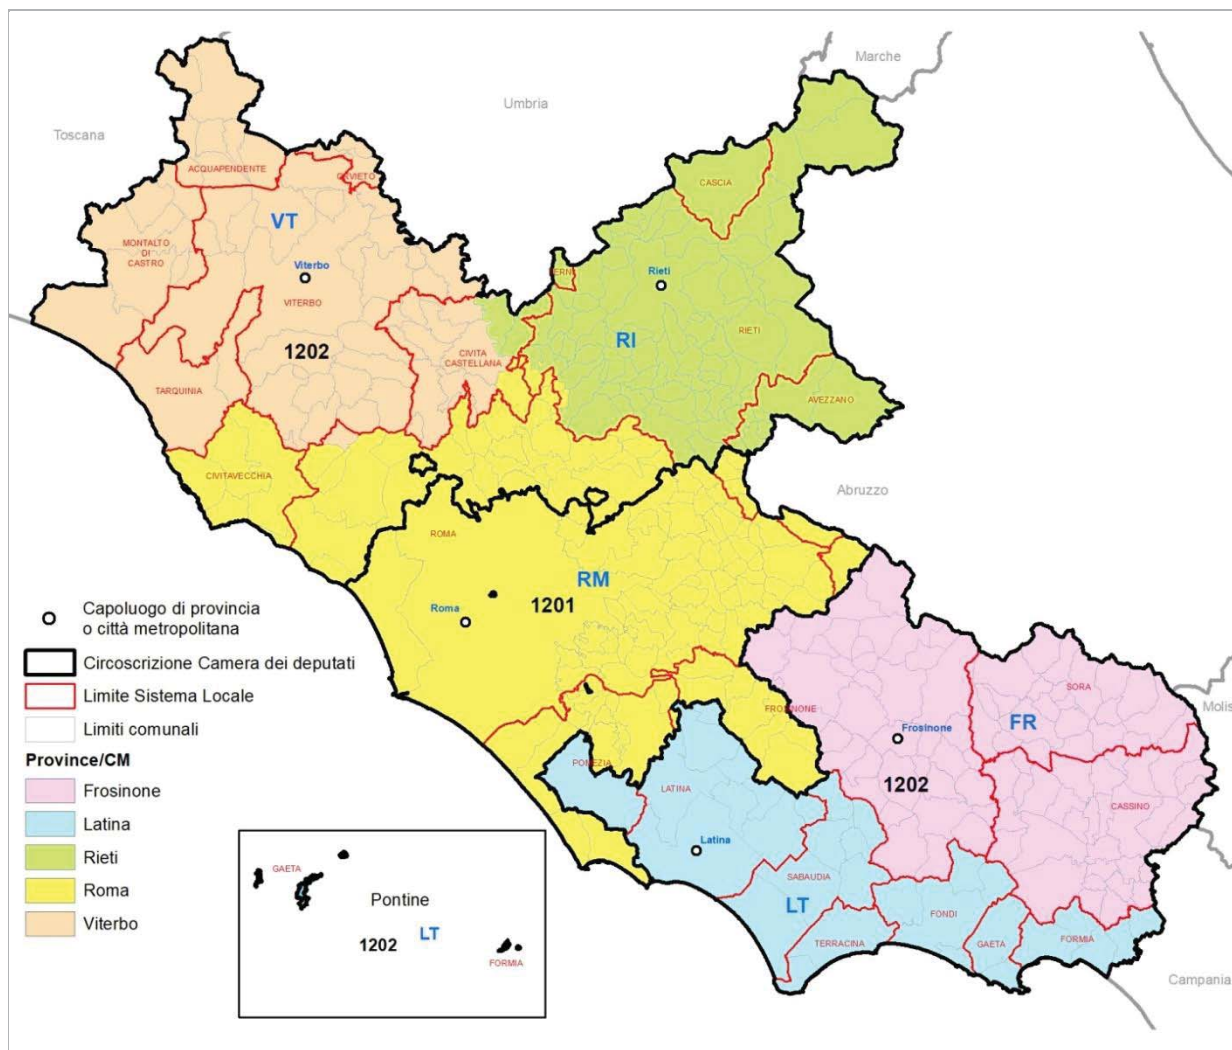 Marche
Umbria
Toscana
ACQUAPENDENTE
CASCIA
VT
MONTALTO
DI
CASTRO
Viterbo
VITERBO
Rieti
RIETI
RI
1202
CIVITA
CASTELLANA
TARQUINIA
AVEZZANO
CIVITAVECCHIA
Abruzzo
ROMA
RM
1201
Roma
Capoluogo di provincia
o città metropolitana
Circoscrizione Camera dei deputati
Limite Sistema Locale
Limiti comunali
Province/CM
Frosinone
Latina
Rieti
Roma
Viterbo
SORA
Molis
FROSINONE
FR
Frosinone
POMEZIA
1202
LATINA
CASSINO
Latina
SABAUDIA
LT
FONDI
TERRACINA
GAETA
FORMIA
Campania
GAETA
Pontine
1202
LT
FORMIA